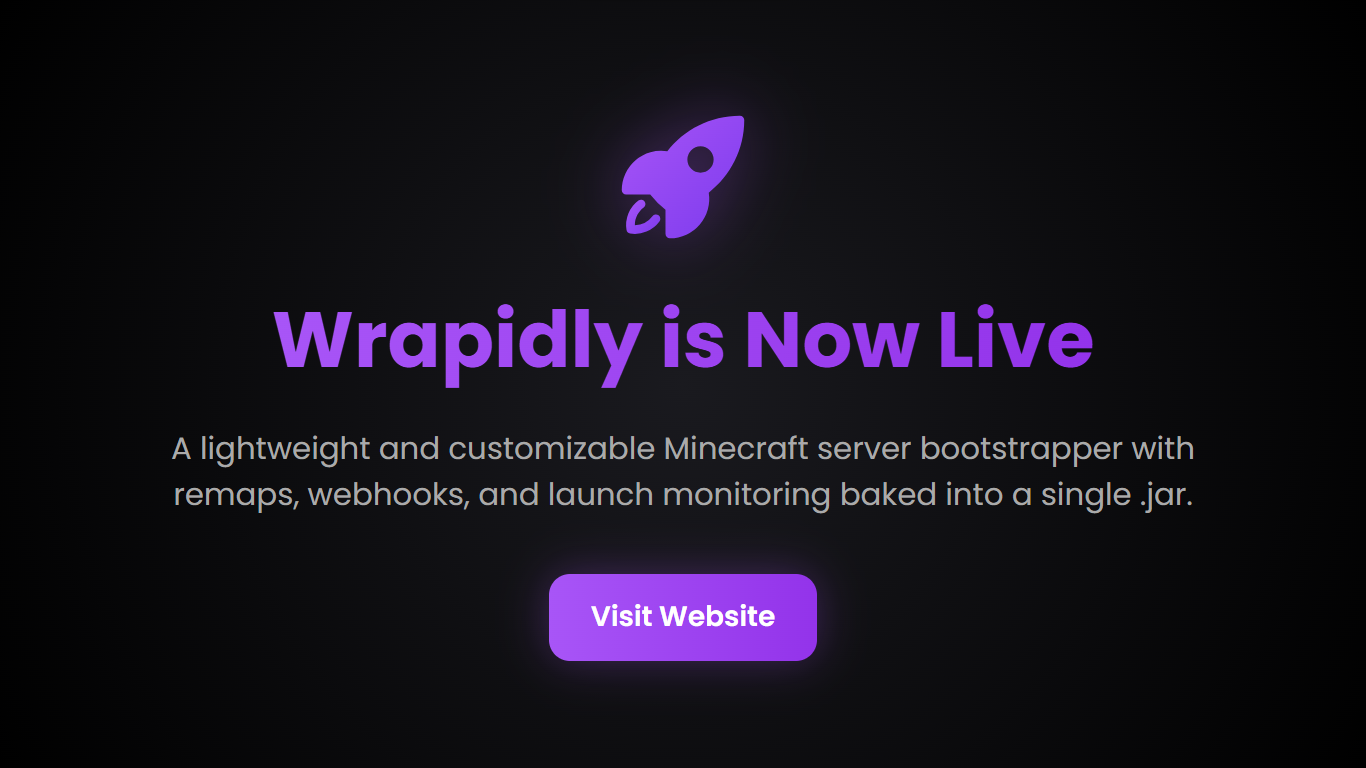 Wrapidly is Now Live
A lightweight and customizable Minecraft server bootstrapper with
remaps, webhooks, and launch monitoring baked into a single .jar.
Visit Website